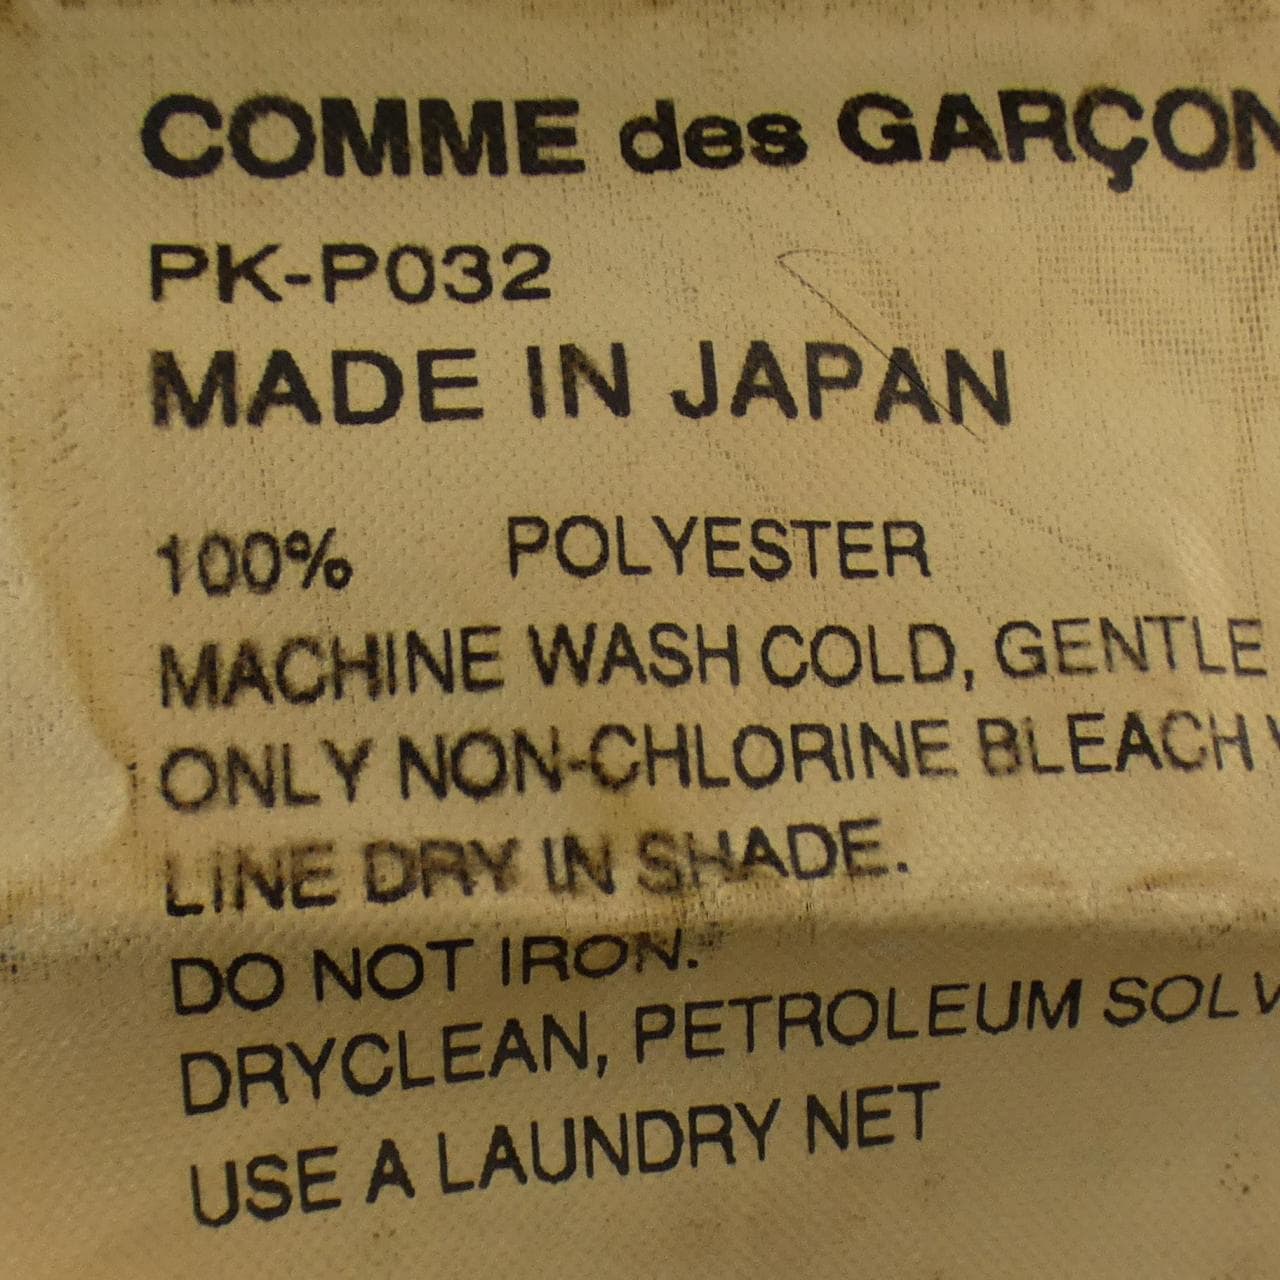 COMME des GARÇON
PK-P032
MADE IN JAPAN
100% POLYESTER
MACHINE WASH COLD, GENTLE
ONLY NON-CHLORINE BLEACH
LINE DRY IN SHADE.
DO NOT IRON.
DRYCLEAN, PETROLEUM SOLV
USE A LAUNDRY NET